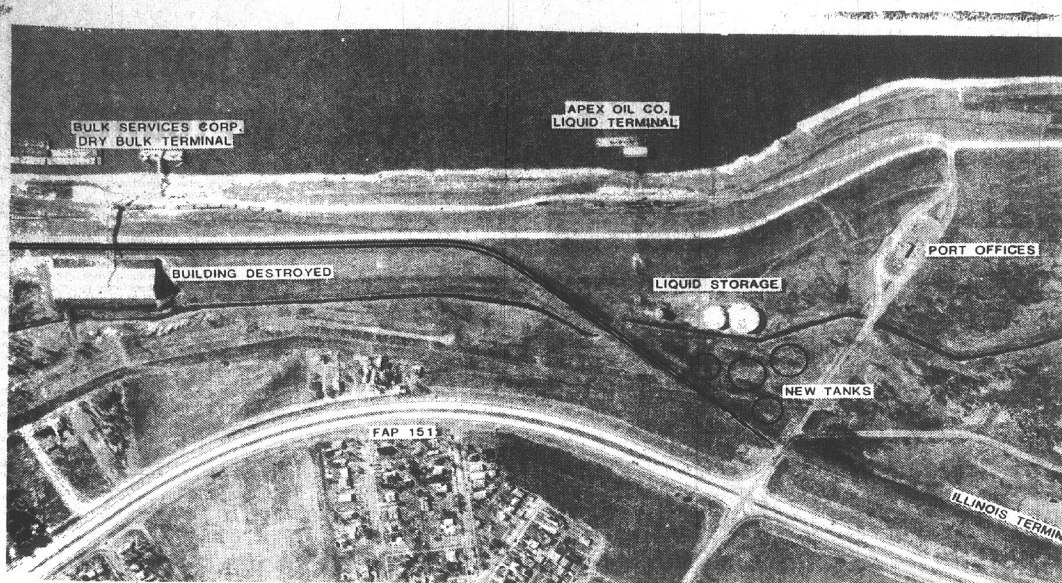 APEX OIL CO.
LIQUID TERMINAL
BULK SERVICES CORP.
DRY BULK TERMINAL
PORT OFFICES
BUILDING DESTROYED
LIQUID STORAGE
NEW TANKS
FAP 151
ILLINOIS TERMIN